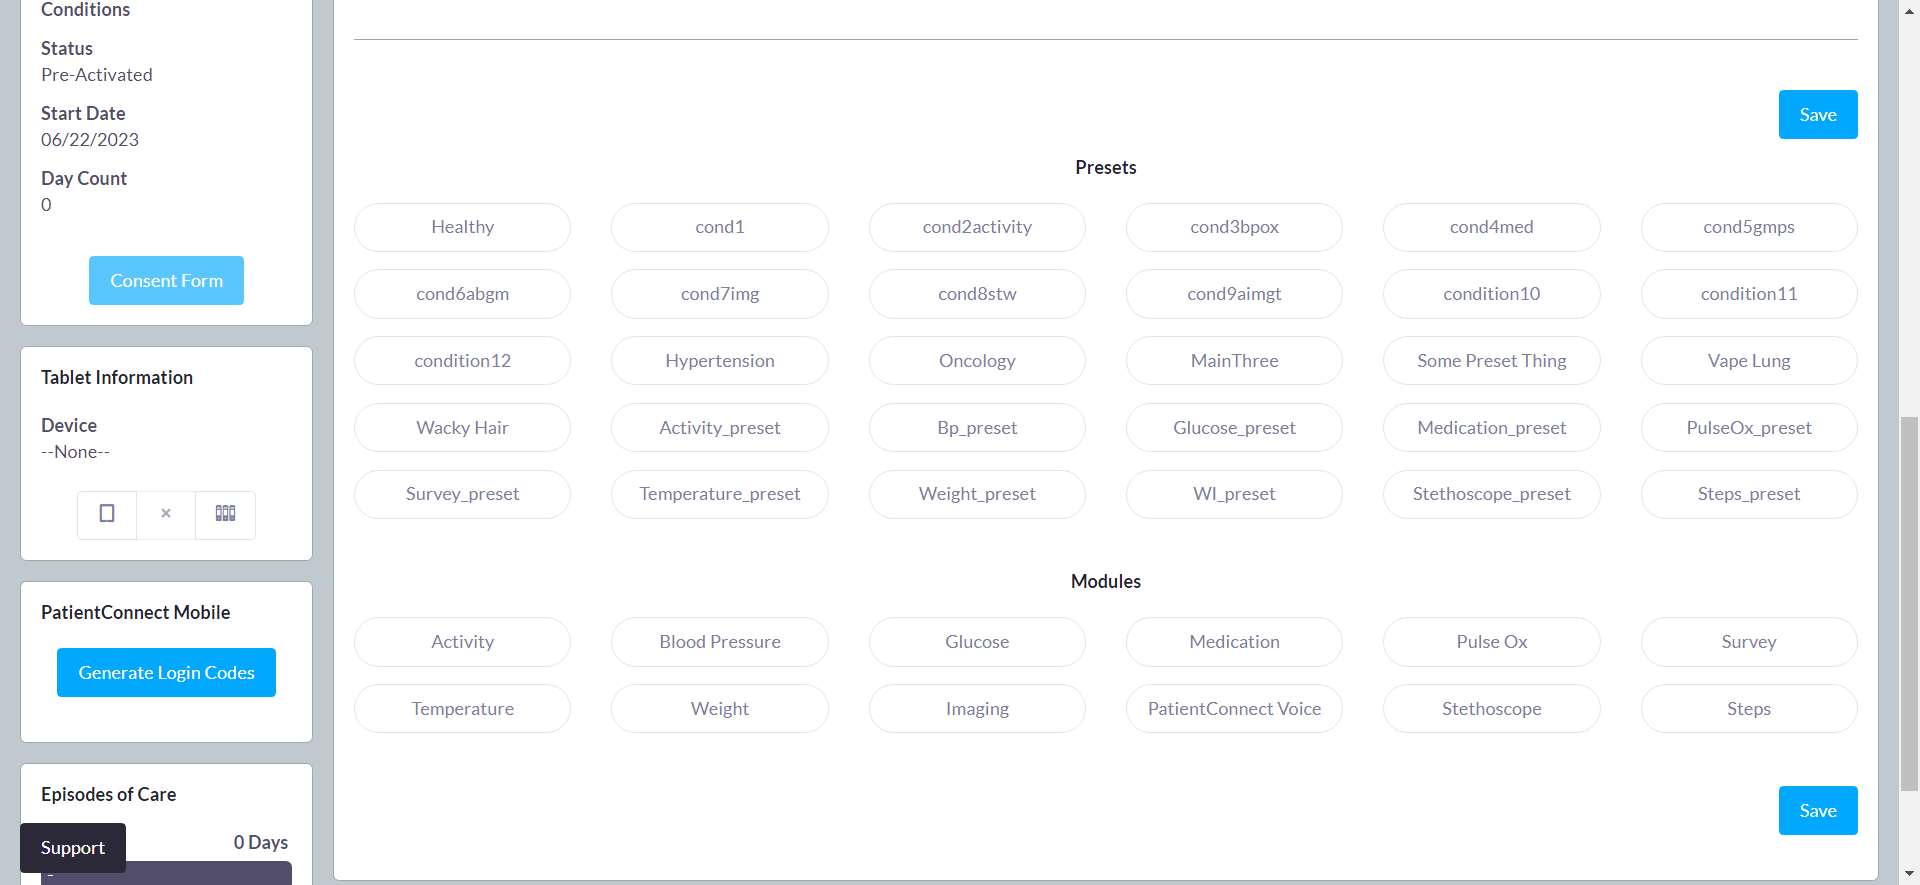 Conditions
Status
Pre-Activated
Start Date
06/22/2023
Day Count
0
Consent Form
Tablet Information
Device
--None--
PatientConnect Mobile
Generate Login Codes
Episodes of Care
0 Days
-
Support
Save
Presets
Healthy cond1 cond2activity cond3bpox cond4med cond5gmps
cond6abgm cond7img cond8stw cond9aimgt condition10 condition11
condition12 Hypertension Oncology MainThree Some Preset Thing Vape Lung
Wacky Hair Activity_preset Bp_preset Glucose_preset Medication_preset PulseOx_preset
Survey_preset Temperature_preset Weight_preset WI_preset Stethoscope_preset Steps_preset
Modules
Activity Blood Pressure Glucose Medication Pulse Ox Survey
Temperature Weight Imaging PatientConnect Voice Stethoscope Steps
Save